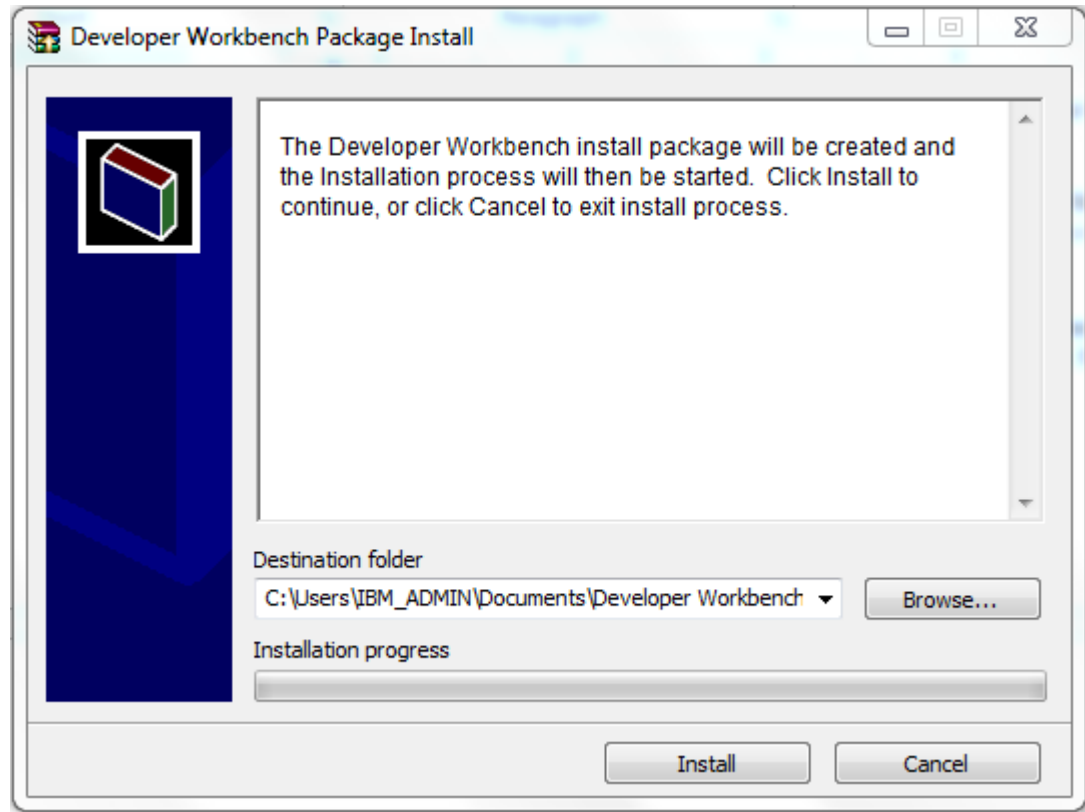 Developer Workbench Package Install
The Developer Workbench install package will be created and
the Installation process will then be started.  Click Install to
continue, or click Cancel to exit install process.
Destination folder
C:\Users\IBM_ADMIN\Documents\Developer Workbench
Browse...
Installation progress
Install
Cancel